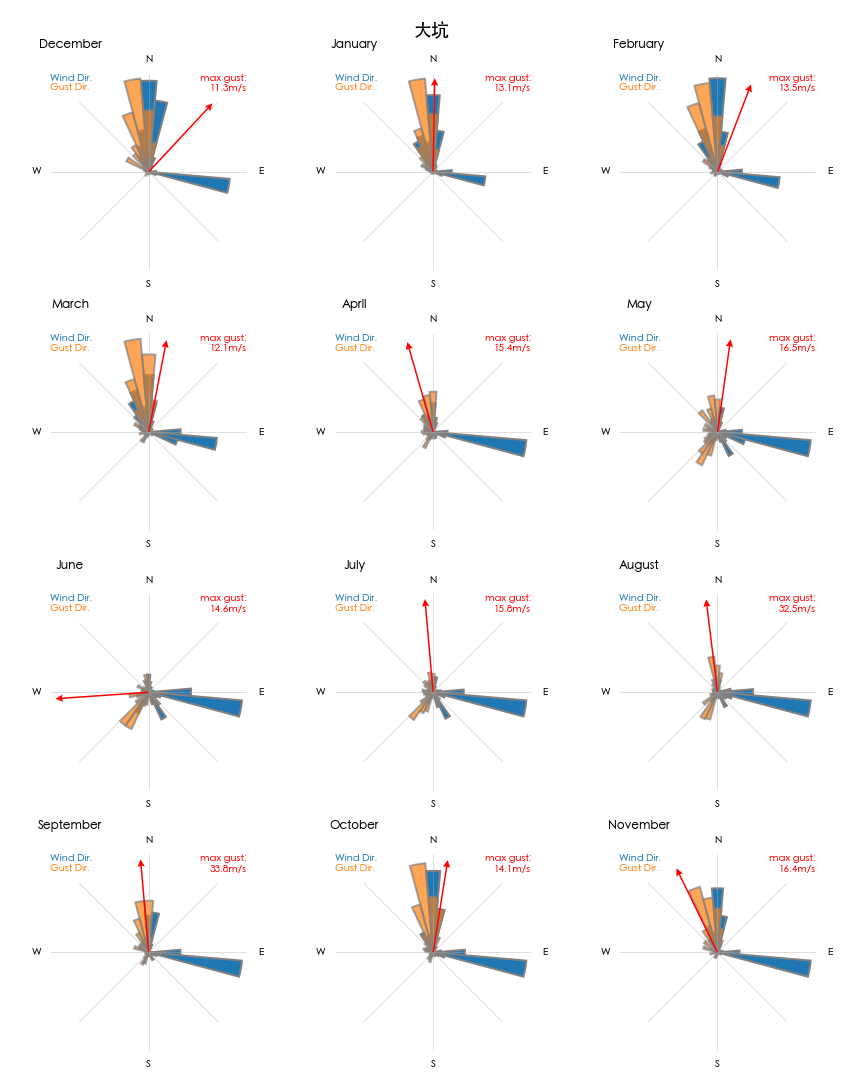 大坑
December
N
Wind Dir.
Gust Dir.
max gust:
11.3m/s
W
E
S
January
N
Wind Dir.
Gust Dir.
max gust:
13.1m/s
W
E
S
February
N
Wind Dir.
Gust Dir.
max gust:
13.5m/s
W
E
S
March
N
Wind Dir.
Gust Dir.
max gust:
12.1m/s
W
E
S
April
N
Wind Dir.
Gust Dir.
max gust:
15.4m/s
W
E
S
May
N
Wind Dir.
Gust Dir.
max gust:
16.5m/s
W
E
S
June
N
Wind Dir.
Gust Dir.
max gust:
14.6m/s
W
E
S
July
N
Wind Dir.
Gust Dir.
max gust:
15.8m/s
W
E
S
August
N
Wind Dir.
Gust Dir.
max gust:
32.5m/s
W
E
S
September
N
Wind Dir.
Gust Dir.
max gust:
33.8m/s
W
E
S
October
N
Wind Dir.
Gust Dir.
max gust:
14.1m/s
W
E
S
November
N
Wind Dir.
Gust Dir.
max gust:
16.4m/s
W
E
S